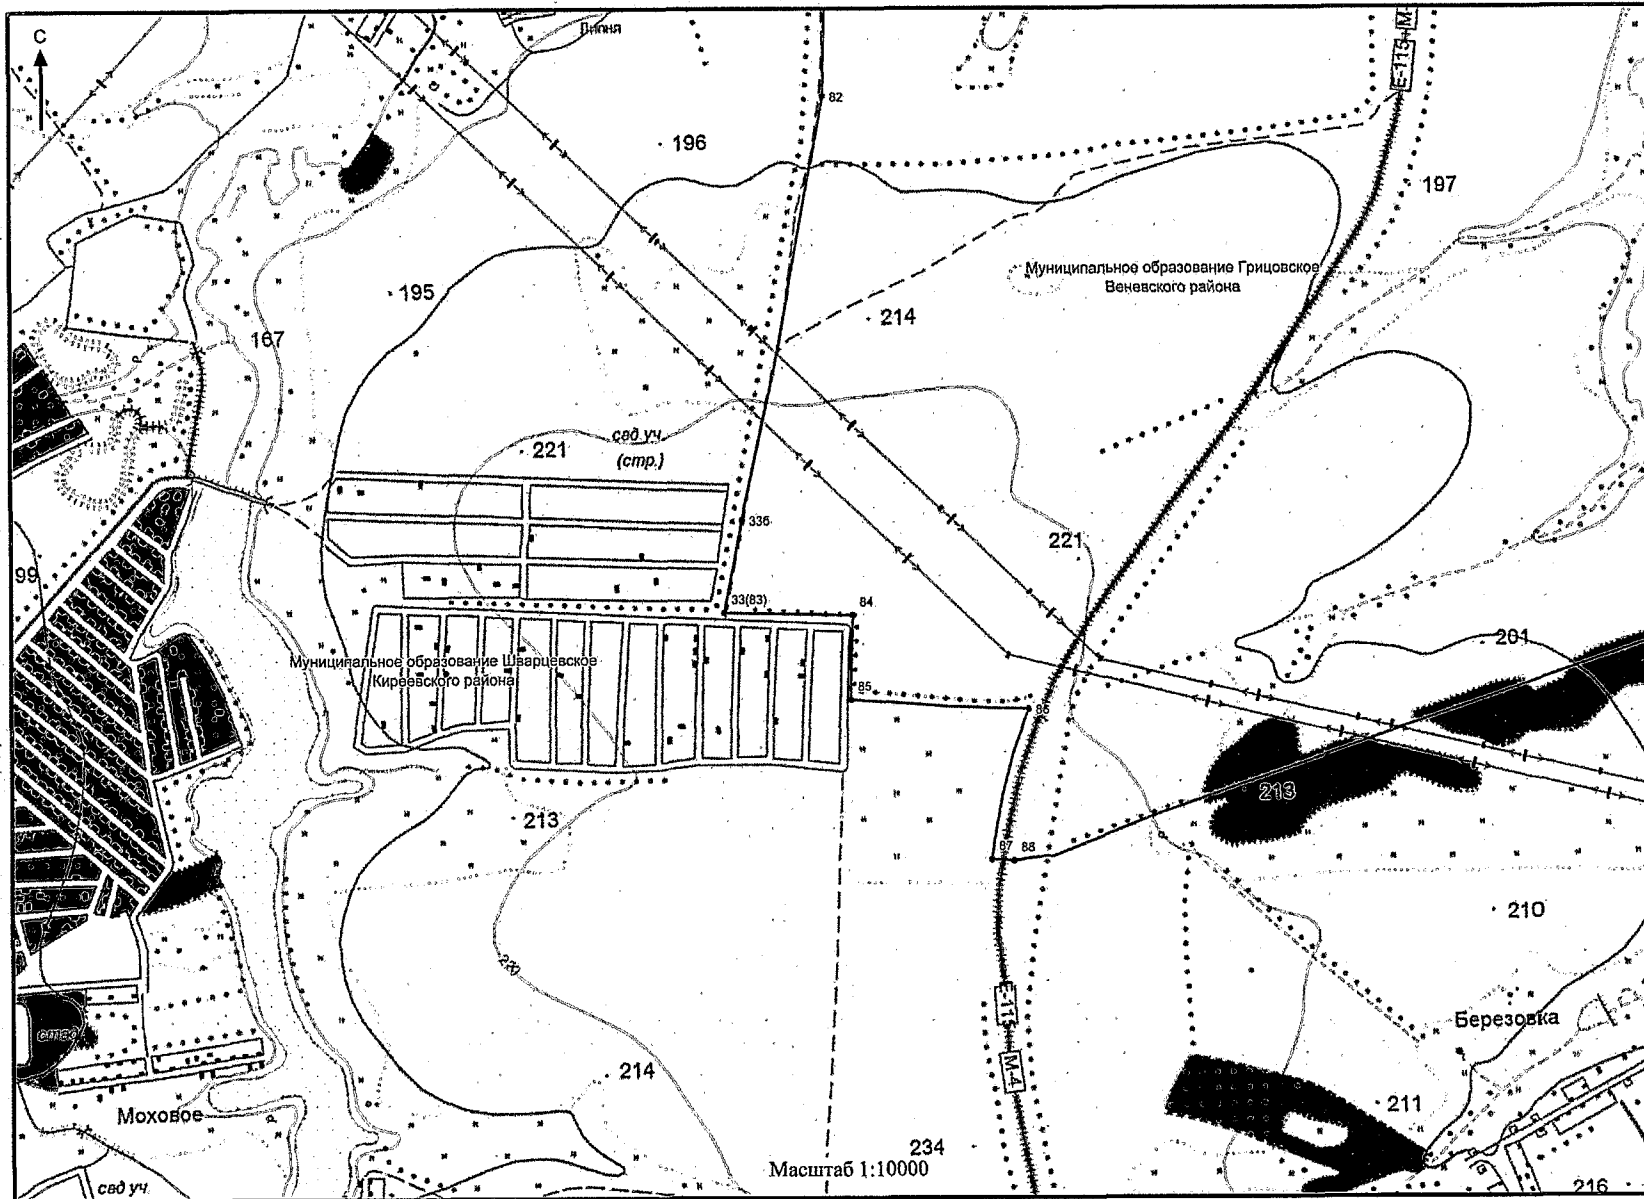 С
Липня
М-
Е-115
82
196
197
Муниципальное образование Грицовское
Веневского района
195
214
167
сад уч.
(стр.)
221
336
221
99
33(83)
84
201
Муниципальное образование Шварцевское
Киреевского района
85
86
213
213
87
88
210
220
Е-115
стад
Березовка
М-4
214
211
Моховое
234
Масштаб 1:10000
сад уч.
216